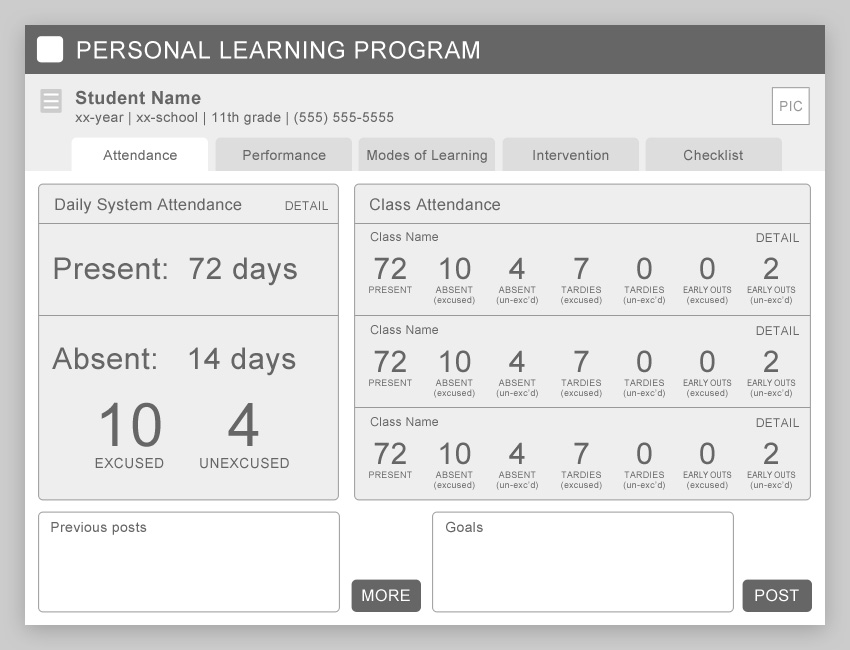 PERSONAL LEARNING PROGRAM
Student Name
xx-year | xx-school | 11th grade | (555) 555-5555
PIC
Attendance Performance Modes of Learning Intervention Checklist
Daily System Attendance DETAIL
Present: 72 days
Absent: 14 days
10 4
EXCUSED UNEXCUSED
Class Attendance
Class Name DETAIL
72 10 4 7 0 0 2
PRESENT ABSENT ABSENT TARDIES TARDIES EARLY OUTS EARLY OUTS
(excused) (un-exc'd) (excused) (un-exc'd) (excused) (un-exc'd)
Class Name DETAIL
72 10 4 7 0 0 2
PRESENT ABSENT ABSENT TARDIES TARDIES EARLY OUTS EARLY OUTS
(excused) (un-exc'd) (excused) (un-exc'd) (excused) (un-exc'd)
Class Name DETAIL
72 10 4 7 0 0 2
PRESENT ABSENT ABSENT TARDIES TARDIES EARLY OUTS EARLY OUTS
(excused) (un-exc'd) (excused) (un-exc'd) (excused) (un-exc'd)
Previous posts
MORE
Goals
POST